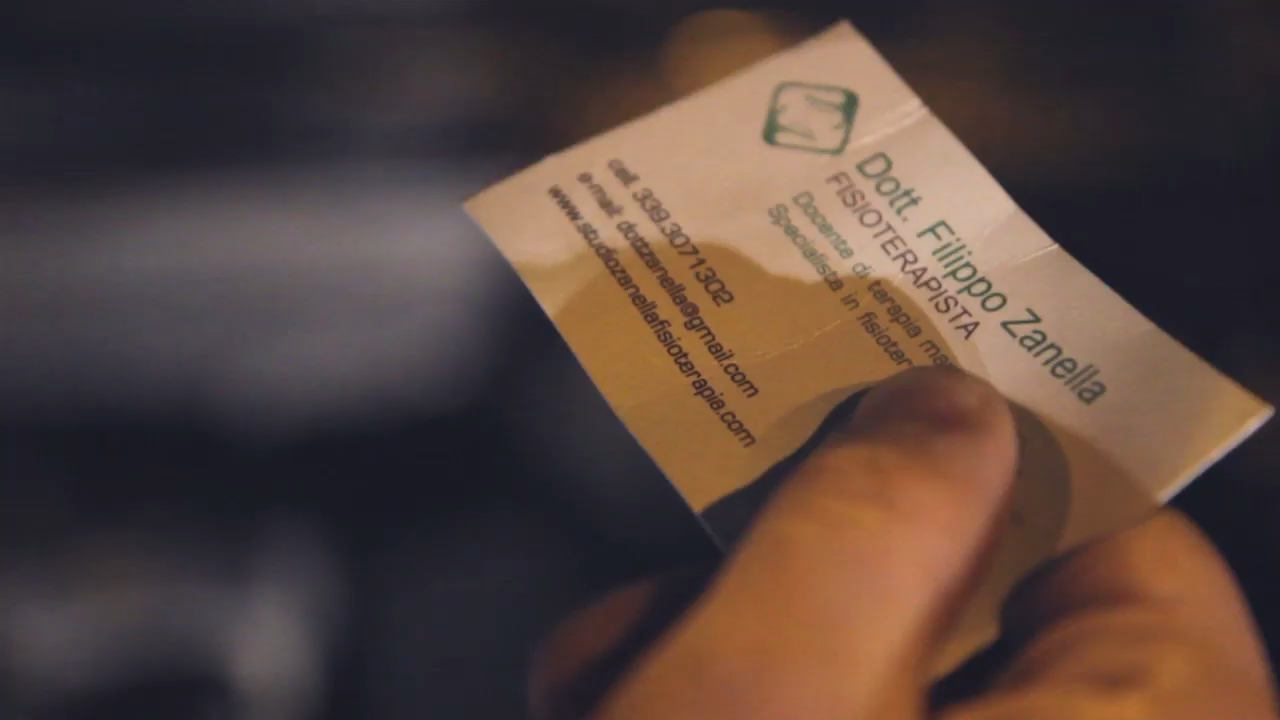 Dott. Filippo Zanella
FISIOTERAPISTA
Docente di terapia ma
Specialista in fisioter
cell. 339.3071302
e-mail: dottzanella@gmail.com
www.studiozanellafisioterapia.com